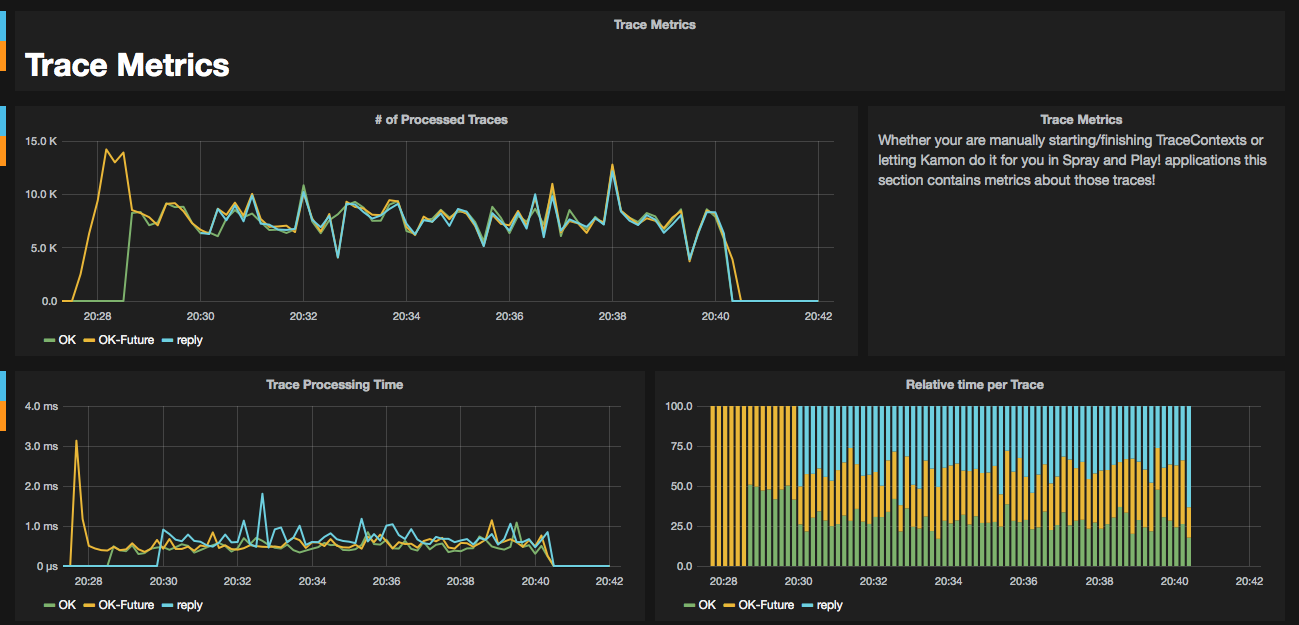 Trace Metrics
Trace Metrics
# of Processed Traces
15.0 K
10.0 K
5.0 K
0.0
20:28 20:30 20:32 20:34 20:36 20:38 20:40 20:42
OK OK-Future reply
Trace Metrics
Whether your are manually starting/finishing TraceContexts or
letting Kamon do it for you in Spray and Play! applications this
section contains metrics about those traces!
Trace Processing Time
4.0 ms
3.0 ms
2.0 ms
1.0 ms
0 µs
20:28 20:30 20:32 20:34 20:36 20:38 20:40 20:42
OK OK-Future reply
Relative time per Trace
100.0
75.0
50.0
25.0
0.0
20:28 20:30 20:32 20:34 20:36 20:38 20:40 20:42
OK OK-Future reply